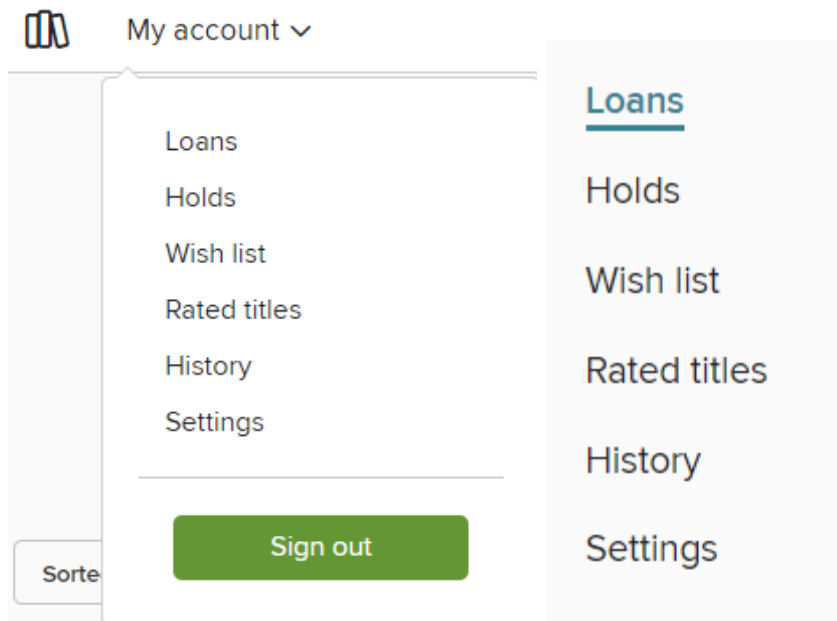 My account
Loans
Holds
Wish list
Rated titles
History
Settings
Sign out
Sorte
Loans
Holds
Wish list
Rated titles
History
Settings